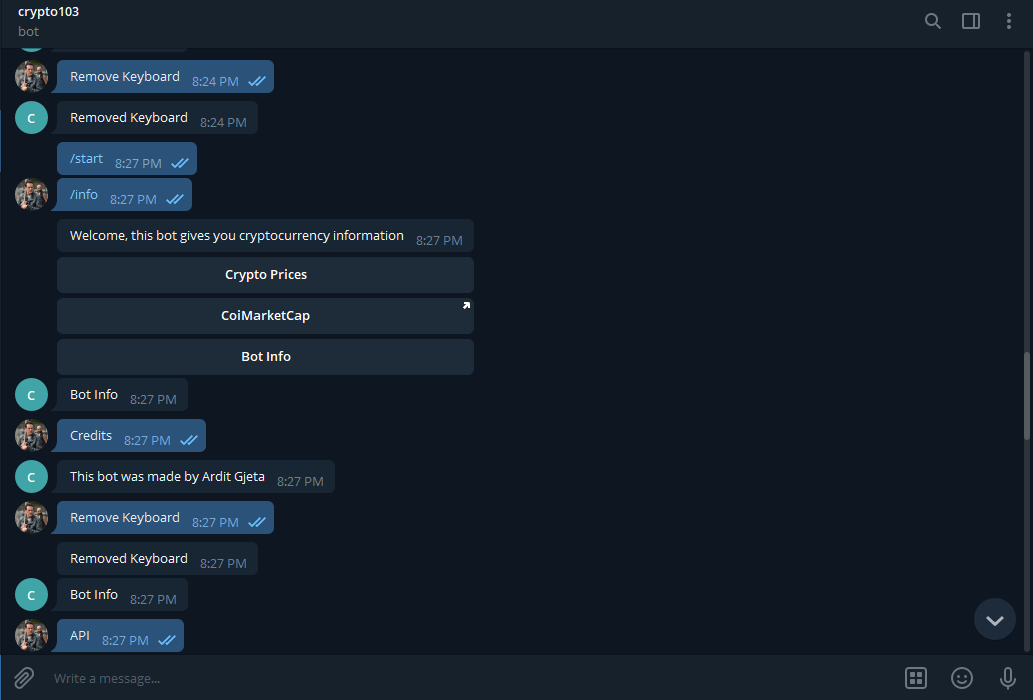 crypto103
bot
Remove Keyboard 8:24 PM
C
Removed Keyboard 8:24 PM
/start 8:27 PM
/info 8:27 PM
Welcome, this bot gives you cryptocurrency information 8:27 PM
Crypto Prices
CoiMarketCap
Bot Info
C
Bot Info 8:27 PM
Credits 8:27 PM
C
This bot was made by Ardit Gjeta 8:27 PM
Remove Keyboard 8:27 PM
Removed Keyboard 8:27 PM
C
Bot Info 8:27 PM
API 8:27 PM
Write a message...